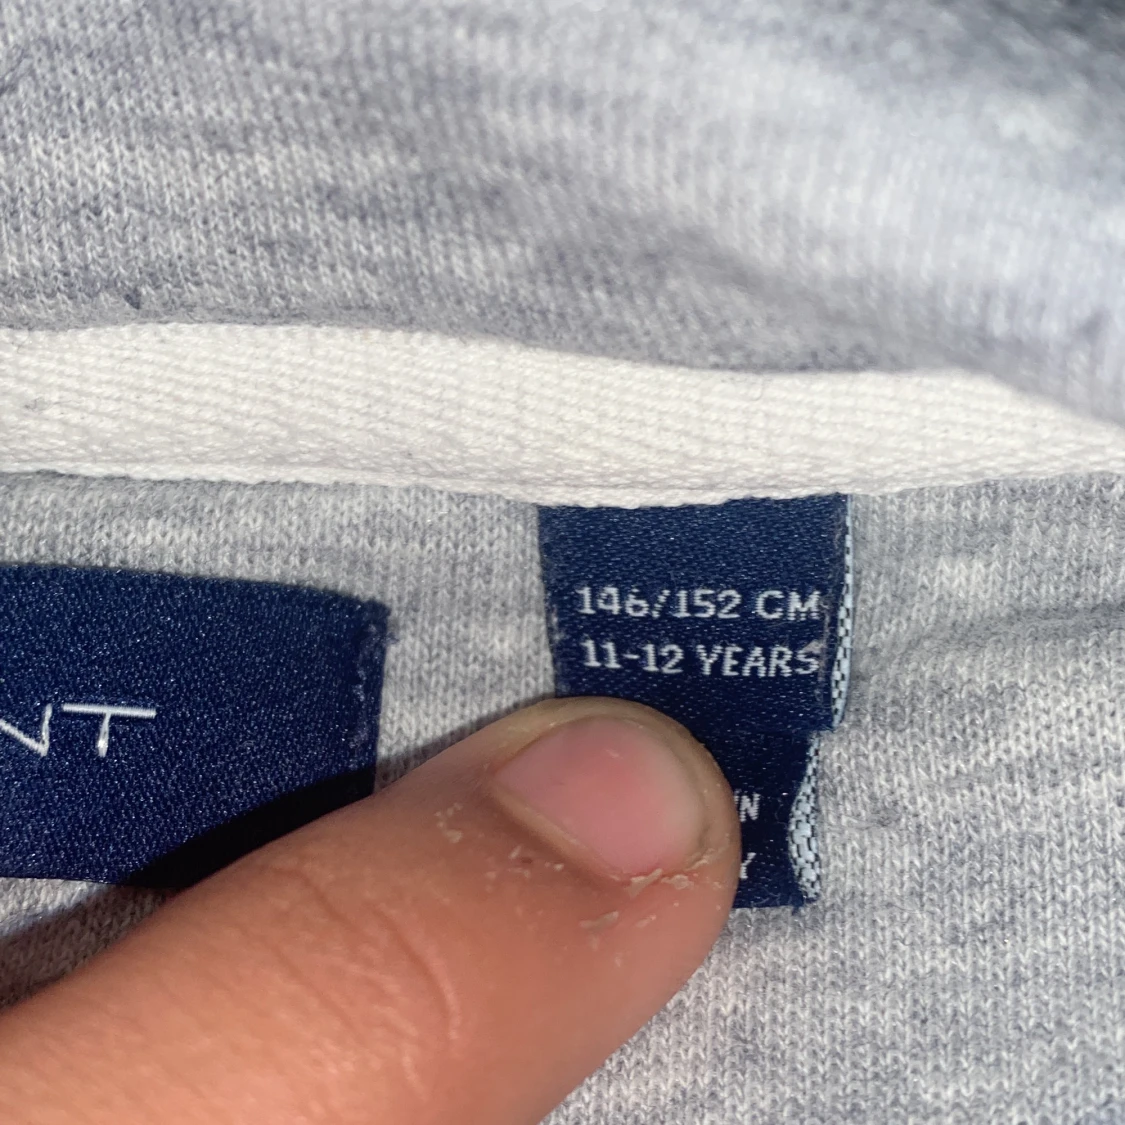 146/152 CM
11-12 YEARS
NT